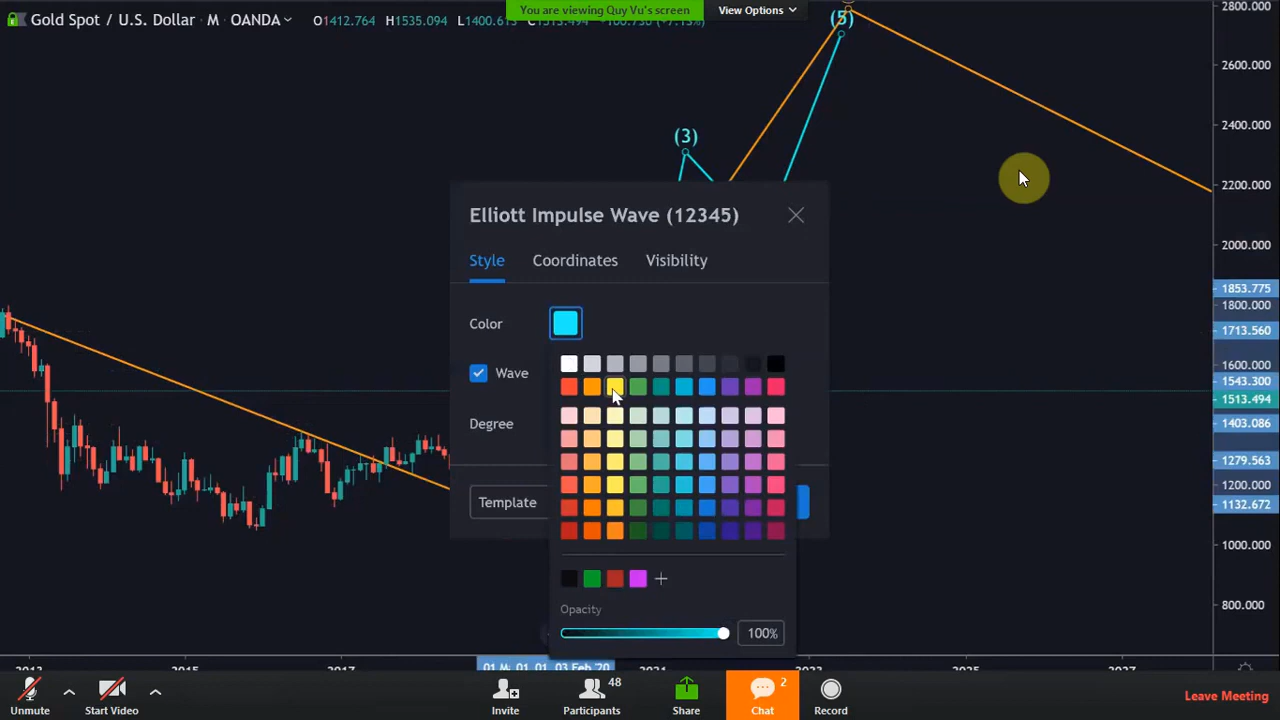 You are viewing Quy Vu's screen
View Options
Gold Spot / U.S. Dollar · M · OANDA
O1412.764 H1535.094
(5)
(3)
2800.000
2600.000
2400.000
2200.000
2000.000
1853.775
1800.000
1713.560
1600.000
1543.300
1513.494
1403.086
1279.563
1200.000
1132.672
1000.000
800.000
Elliott Impulse Wave (12345)
Style Coordinates Visibility
Color
Wave
Degree
Template
Opacity
100%
2015 2017 03 Feb '20 2023 2025 2027
Unmute
Start Video
Invite
48
Participants
Share
2
Chat
Record
Leave Meeting